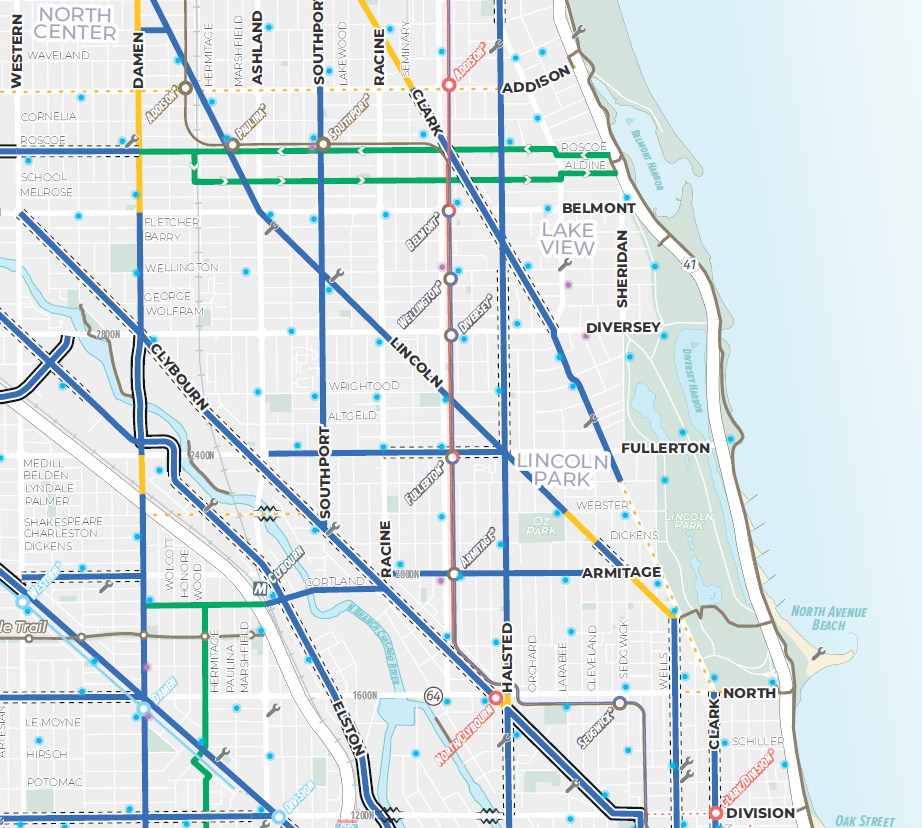 NORTH
CENTER
WESTERN
WAVELAND
DAMEN
HERMITAGE
MARSHFIELD
ASHLAND
SOUTHPORT
LAKEWOOD
RACINE
SEMINARY
ADDISON
ADDISON
ADDISON
CLARK
PAULINA
SOUTHPORT
CORNELIA
ROSCOE
ROSCOE
ALDINE
SCHOOL
MELROSE
BELMONT HARBOR
BELMONT
BELMONT
LAKE
VIEW
SHERIDAN
41
FLETCHER
BARRY
WELLINGTON
GEORGE
WOLFRAM
WELLINGTON
DIVERSEY
DIVERSEY
DIVERSEY HARBOR
2800N
CLYBOURN
LINCOLN
WRIGHTWOOD
ALTGELD
SOUTHPORT
2400N
FULLERTON
FULLERTON
LINCOLN
PARK
MEDILL
BELDEN
LYNDALE
PALMER
SHAKESPEARE
CHARLESTON
DICKENS
WEBSTER
OZ
PARK
DICKENS
LINCOLN
PARK
WOLCOTT
HONORE
WOOD
RACINE
M
CLYBOURN
CORTLAND
2000N
ARMITAGE
ARMITAGE
WESTERN
le Trail
HERMITAGE
PAULINA
MARSHFIELD
NORTH AVENUE
BEACH
HALSTED
ORCHARD
LARABEE
CLEVELAND
SEDGWICK
WELLS
DAMEN
1600N
64
NORTH
CLARK
ARTESIAN
LE MOYNE
HIRSCH
POTOMAC
ELSTON
NORTH/CLYBOURN
SEDGWICK
SCHILLER
CLARK/DIVISION
DIVISION
1200N
DIVISION
OAK STREET